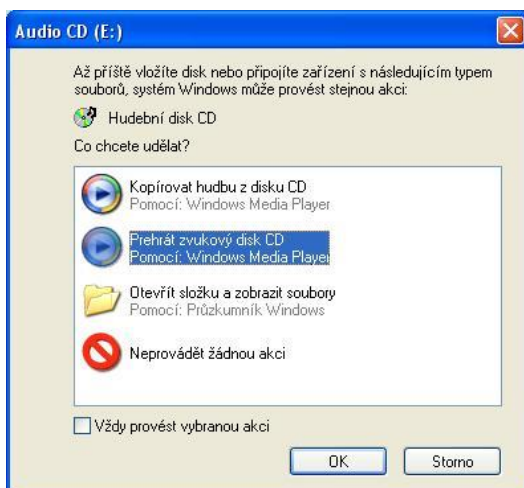 Audio CD (E:)
Až příště vložíte disk nebo připojíte zařízení s následujícím typem
souborů, systém Windows může provést stejnou akci:
Hudební disk CD
Co chcete udělat?
Kopírovat hudbu z disku CD
Pomocí: Windows Media Player
Prehrát zvukový disk CD
Pomocí: Windows Media Player
Otevřít složku a zobrazit soubory
Pomocí: Průzkumník Windows
Neprovádět žádnou akci
Vždy provést vybranou akci
OK
Storno